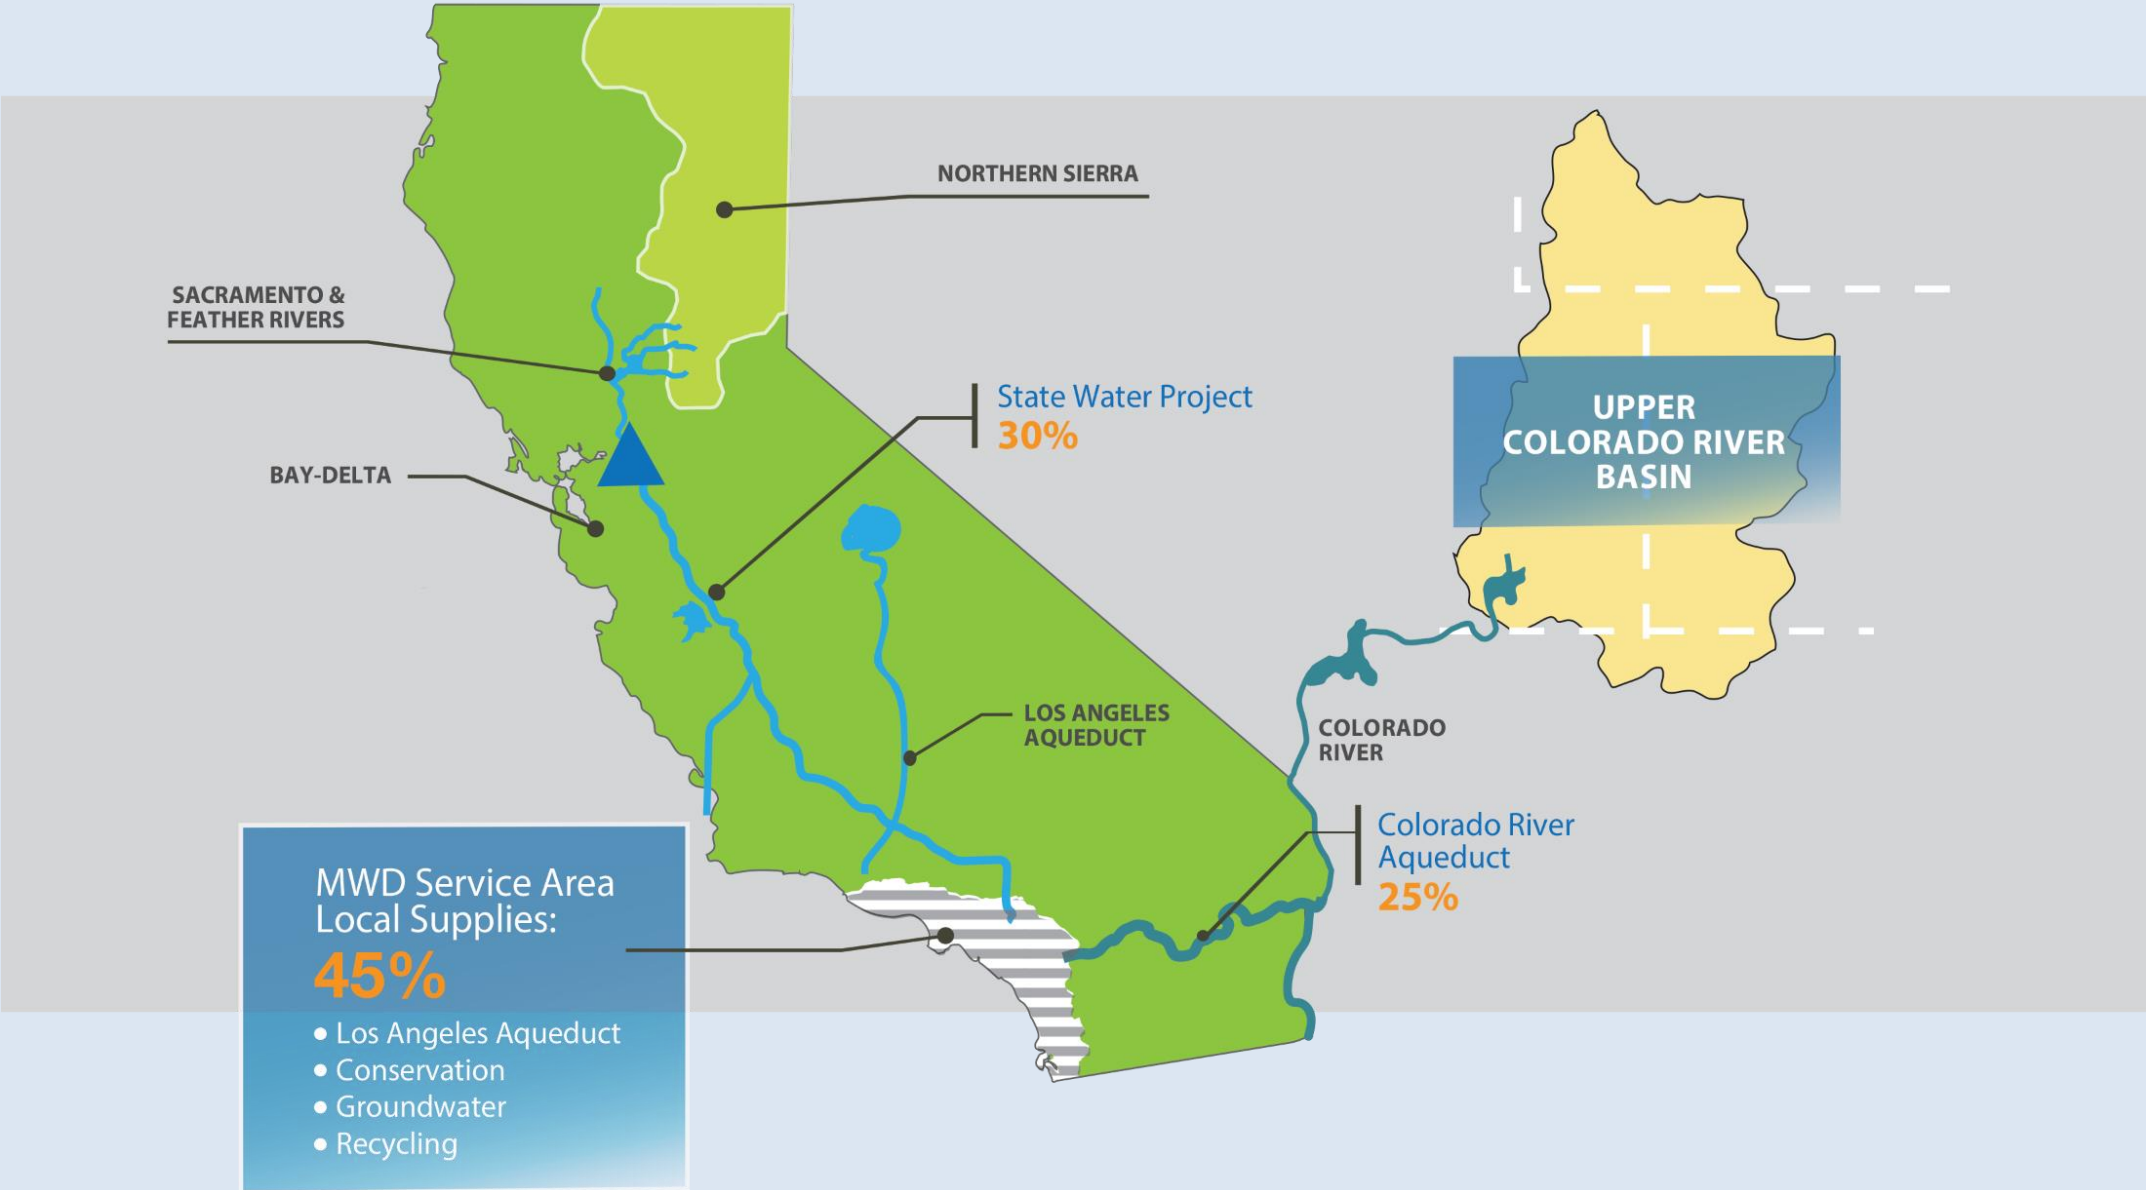 NORTHERN SIERRA
SACRAMENTO &
FEATHER RIVERS
State Water Project
30%
BAY-DELTA
UPPER
COLORADO RIVER
BASIN
LOS ANGELES
AQUEDUCT
COLORADO
RIVER
Colorado River
Aqueduct
25%
MWD Service Area
Local Supplies:
45%
• Los Angeles Aqueduct
• Conservation
• Groundwater
• Recycling